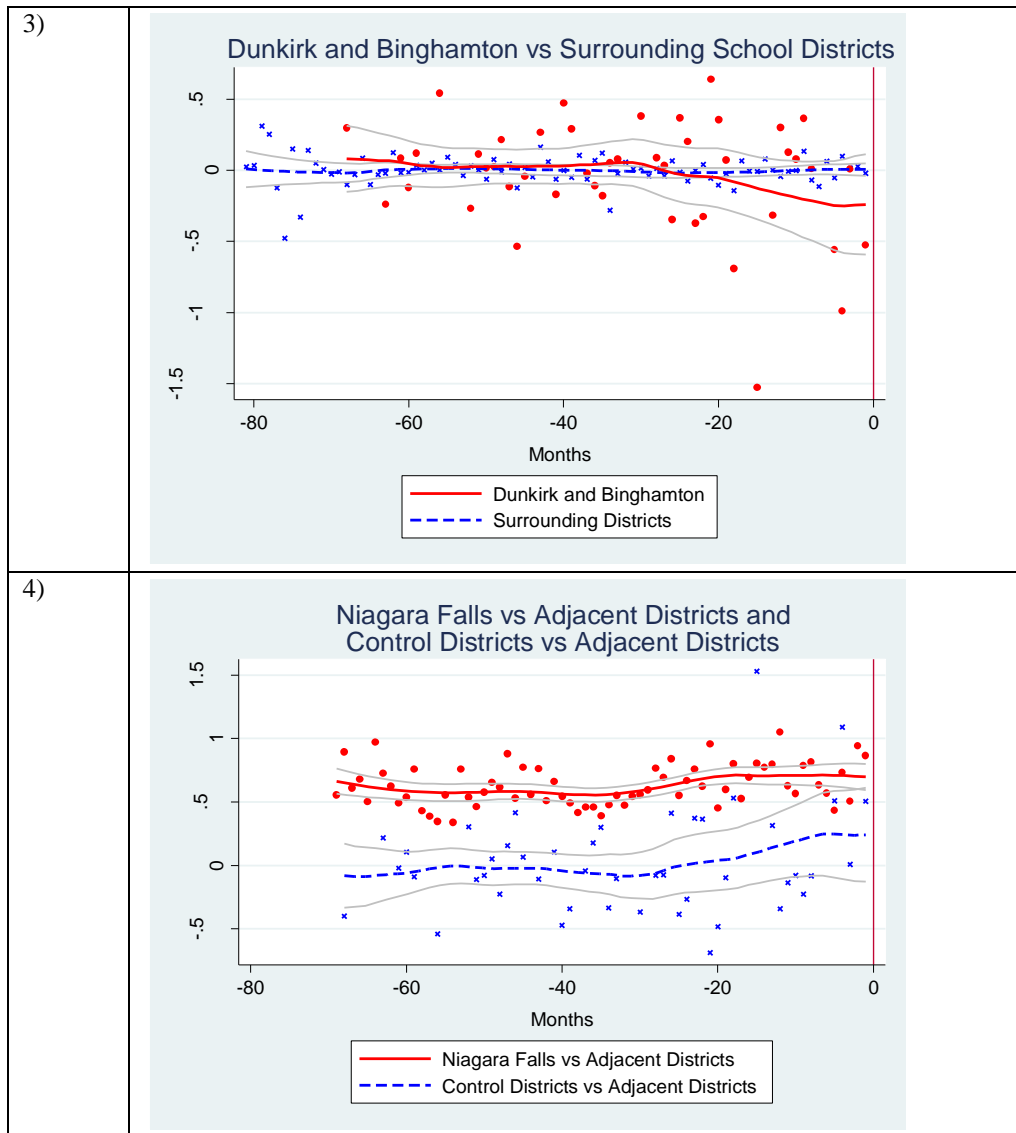 3)
Dunkirk and Binghamton vs Surrounding School Districts
.5
0
-.5
-1
-1.5
-80 -60 -40 -20 0
Months
Dunkirk and Binghamton
Surrounding Districts
4)
Niagara Falls vs Adjacent Districts and
Control Districts vs Adjacent Districts
1.5
1
.5
0
-.5
-80 -60 -40 -20 0
Months
Niagara Falls vs Adjacent Districts
Control Districts vs Adjacent Districts